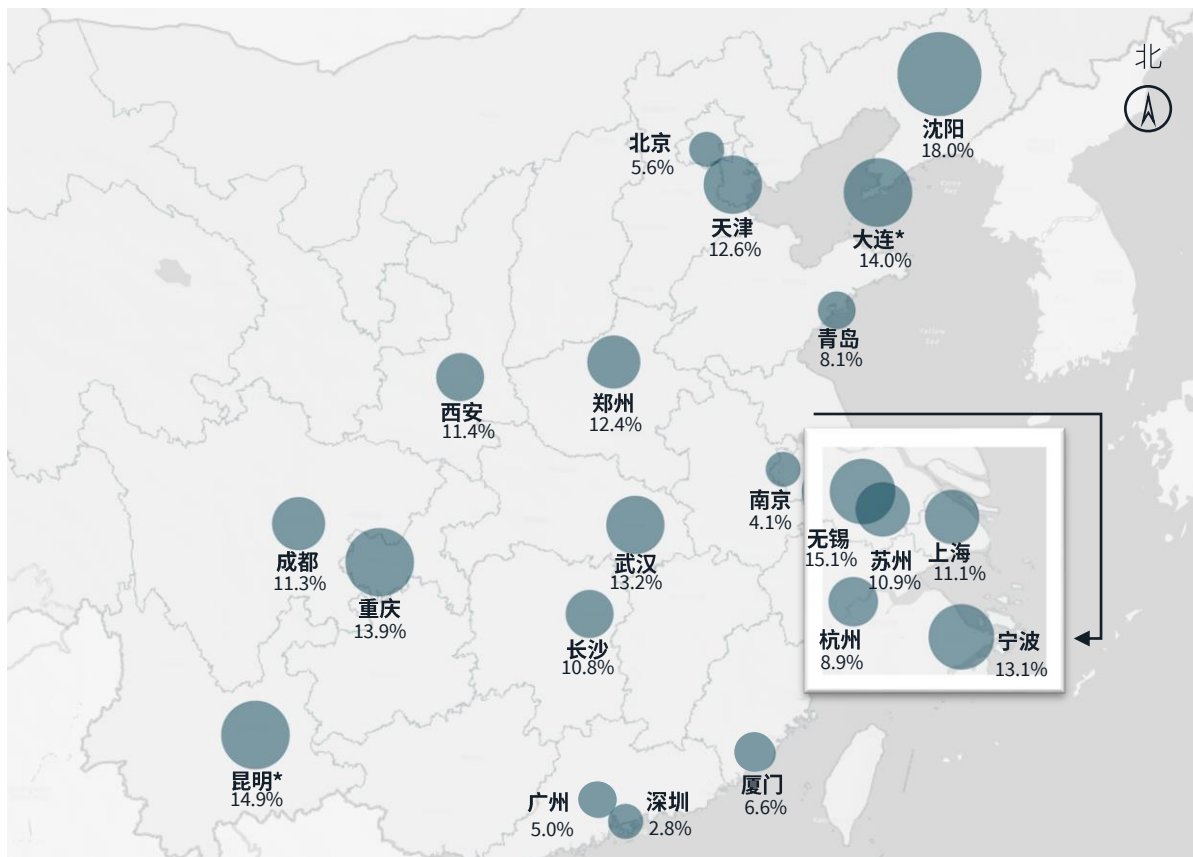 北
沈阳
18.0%
北京
5.6%
天津
12.6%
大连*
14.0%
青岛
8.1%
西安
11.4%
郑州
12.4%
南京
4.1%
无锡
15.1%
苏州
10.9%
上海
11.1%
杭州
8.9%
宁波
13.1%
成都
11.3%
重庆
13.9%
武汉
13.2%
长沙
10.8%
昆明*
14.9%
广州
5.0%
深圳
2.8%
厦门
6.6%